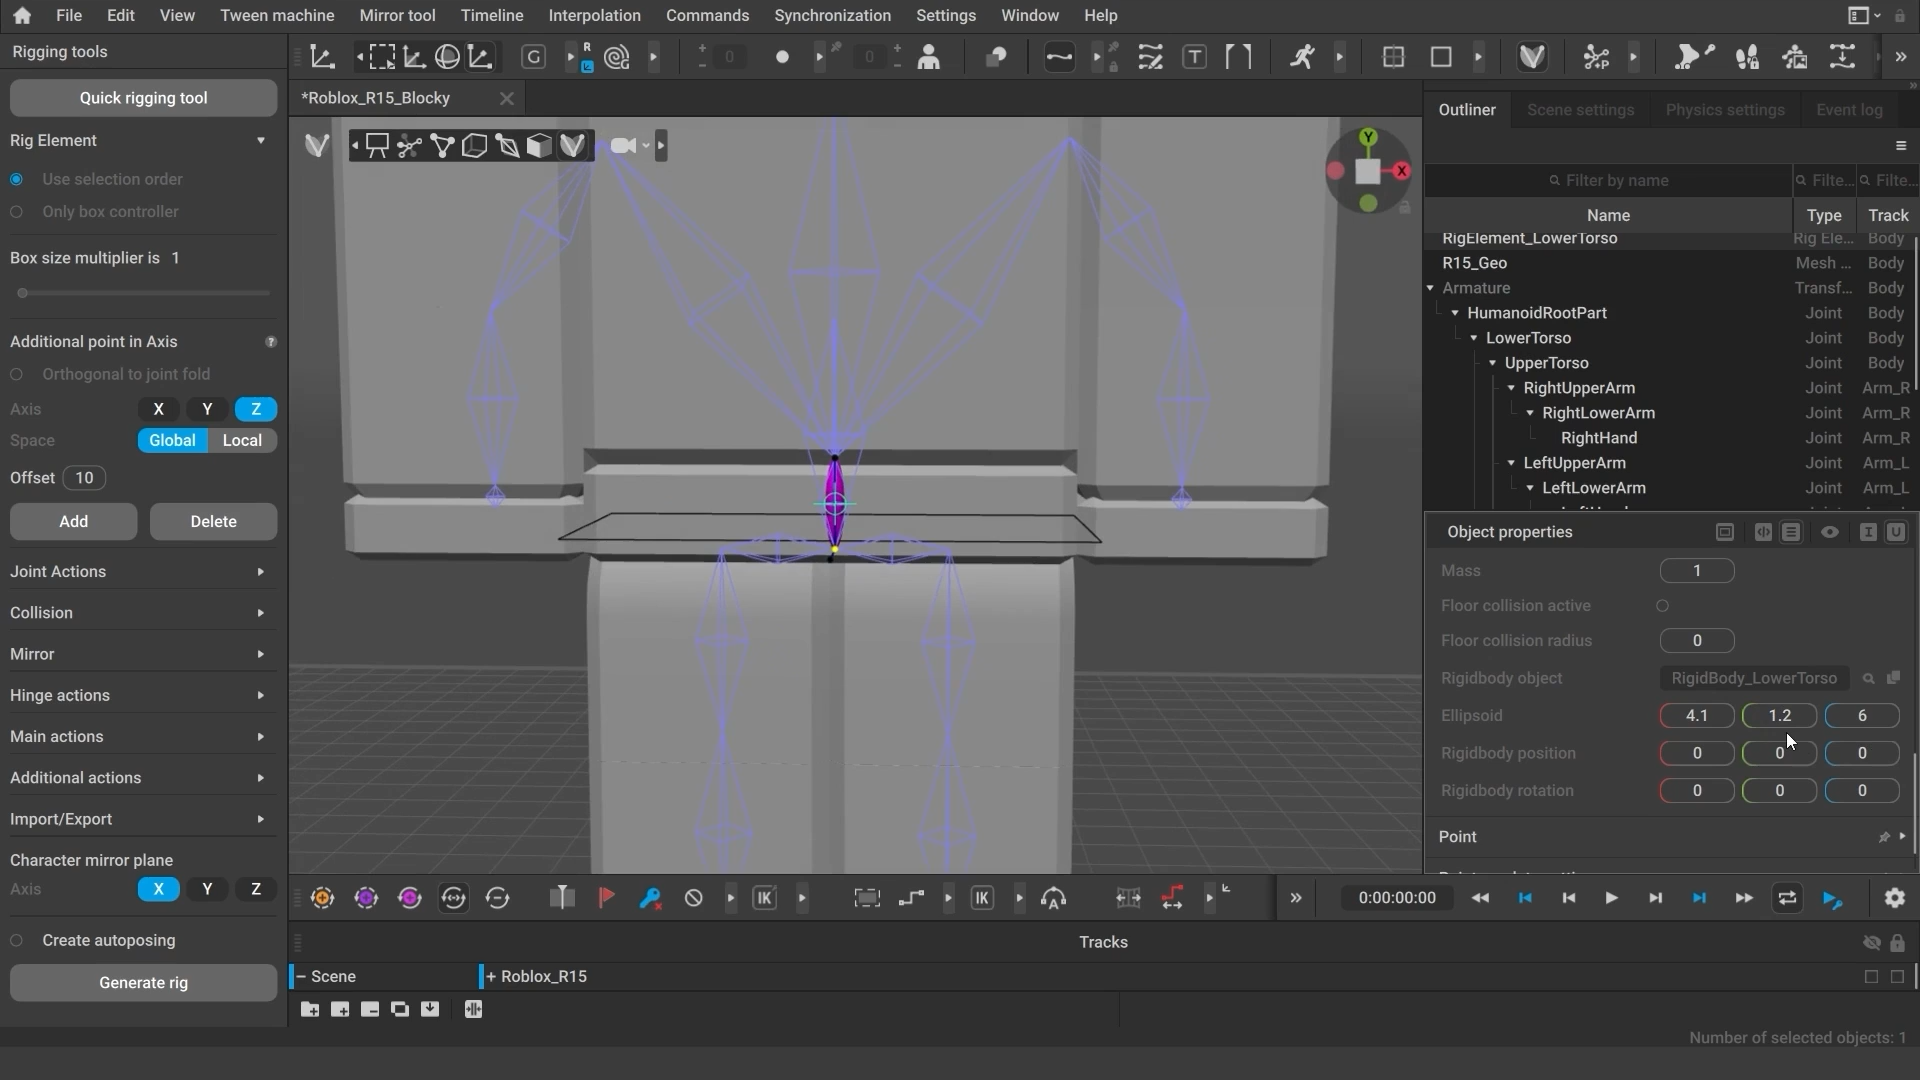 File Edit View Tween machine Mirror tool Timeline Interpolation Commands Synchronization Settings Window Help
Rigging tools
Quick rigging tool
Rig Element
Use selection order
Only box controller
Box size multiplier is 1
Additional point in Axis ?
Orthogonal to joint fold
Axis X Y Z
Space Global Local
Offset 10
Add Delete
Joint Actions
Collision
Mirror
Hinge actions
Main actions
Additional actions
Import/Export
Character mirror plane
Axis X Y Z
Create autoposing
Generate rig
G R 0 0 T P
*Roblox_R15_Blocky
Y
X
Outliner Scene settings Physics settings Event log
Filter by name Filte... Filte...
Name Type Track
RigElement_LowerTorso Rig Ele... Body
R15_Geo Mesh ... Body
Armature Transf... Body
HumanoidRootPart Joint Body
LowerTorso Joint Body
UpperTorso Joint Body
RightUpperArm Joint Arm_R
RightLowerArm Joint Arm_R
RightHand Joint Arm_R
LeftUpperArm Joint Arm_L
LeftLowerArm Joint Arm_L
Object properties
Mass 1
Floor collision active
Floor collision radius 0
Rigidbody object RigidBody_LowerTorso
Ellipsoid 4.1 1.2 6
Rigidbody position 0 0 0
Rigidbody rotation 0 0 0
Point
IK IK
0:00:00:00
Tracks
− Scene + Roblox_R15
Number of selected objects: 1